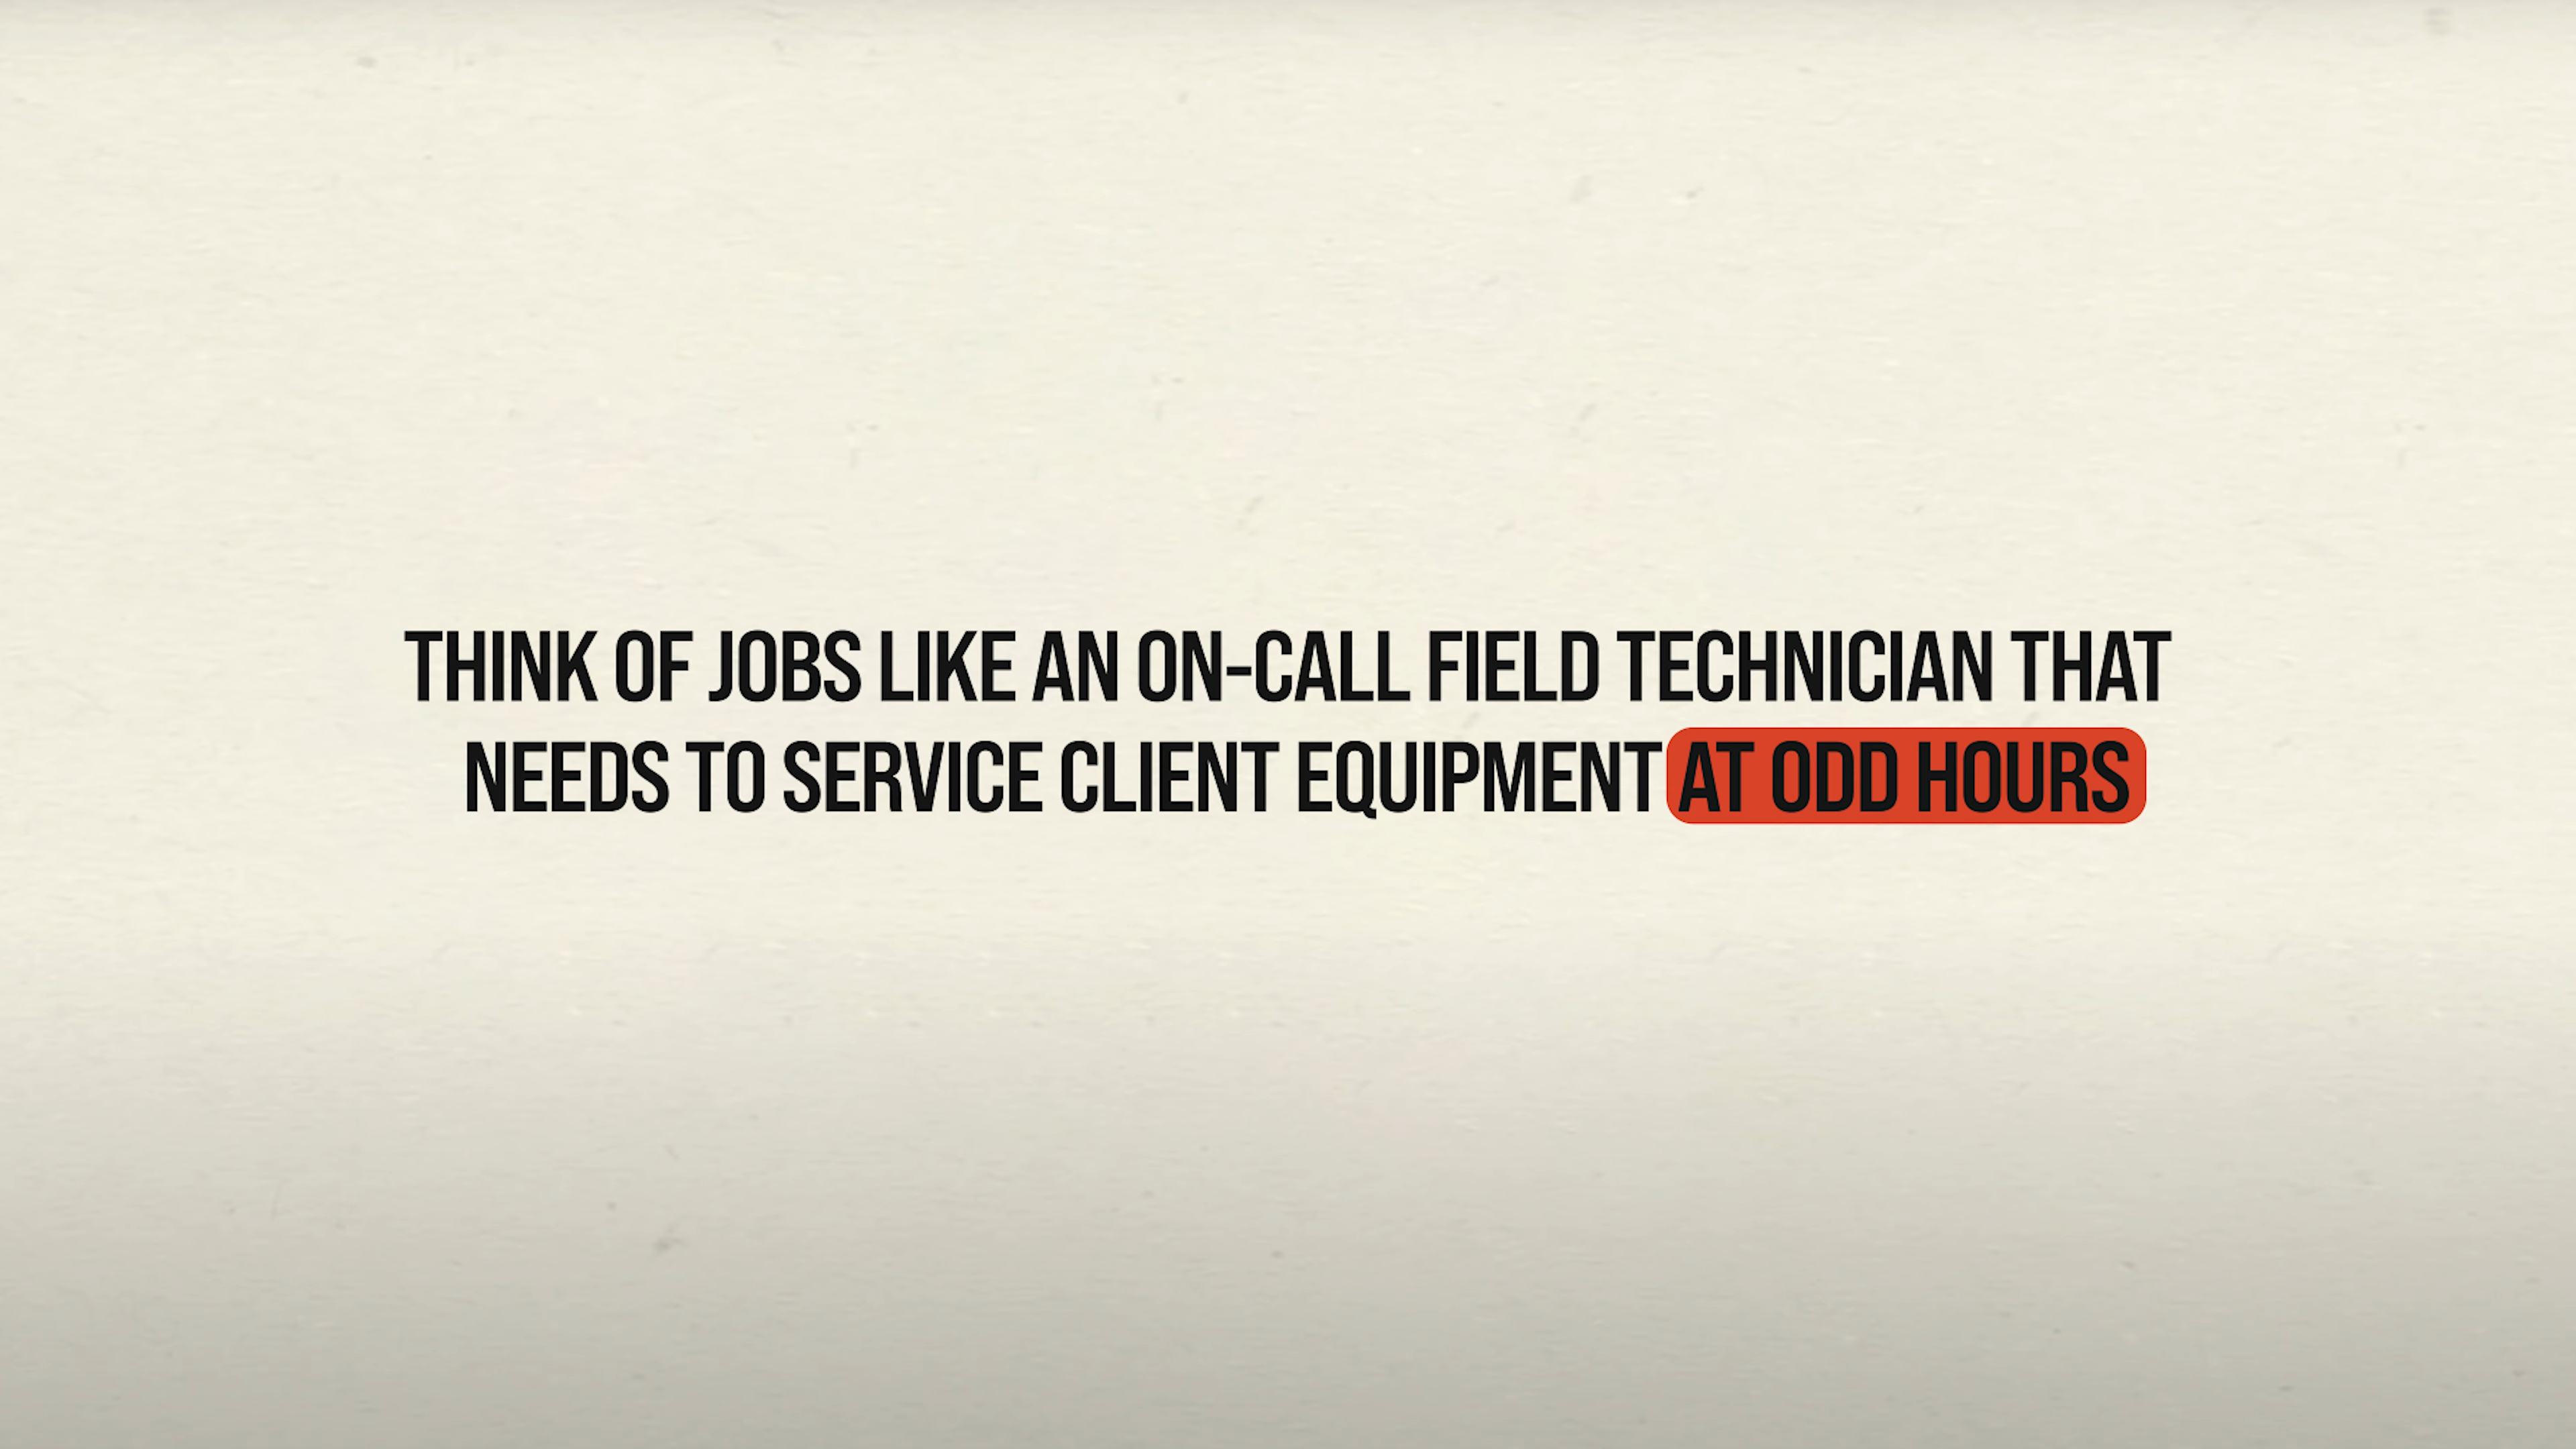 THINK OF JOBS LIKE AN ON-CALL FIELD TECHNICIAN THAT
NEEDS TO SERVICE CLIENT EQUIPMENT AT ODD HOURS